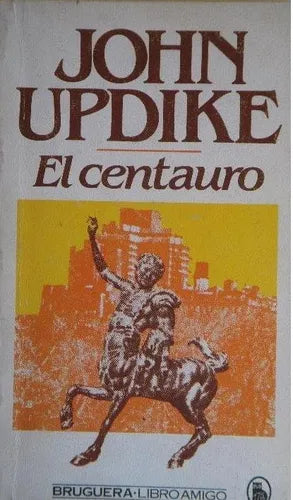 JOHN
UPDIKE
El centauro
BRUGUERA·LIBRO AMIGO